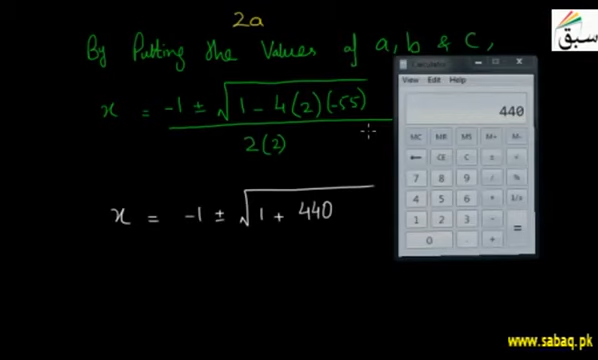 2a
سبق
By Putting the Values of a, b & c,
x = -1 ± √1 - 4(2)(-55)
2(2)
x = -1 ± √1 + 440
Calculator
View Edit Help
440
MC MR MS M+ M-
← CE C ±
7 8 9 / %
4 5 6 * 1/x
1 2 3 - =
0 . +
www.sabaq.pk